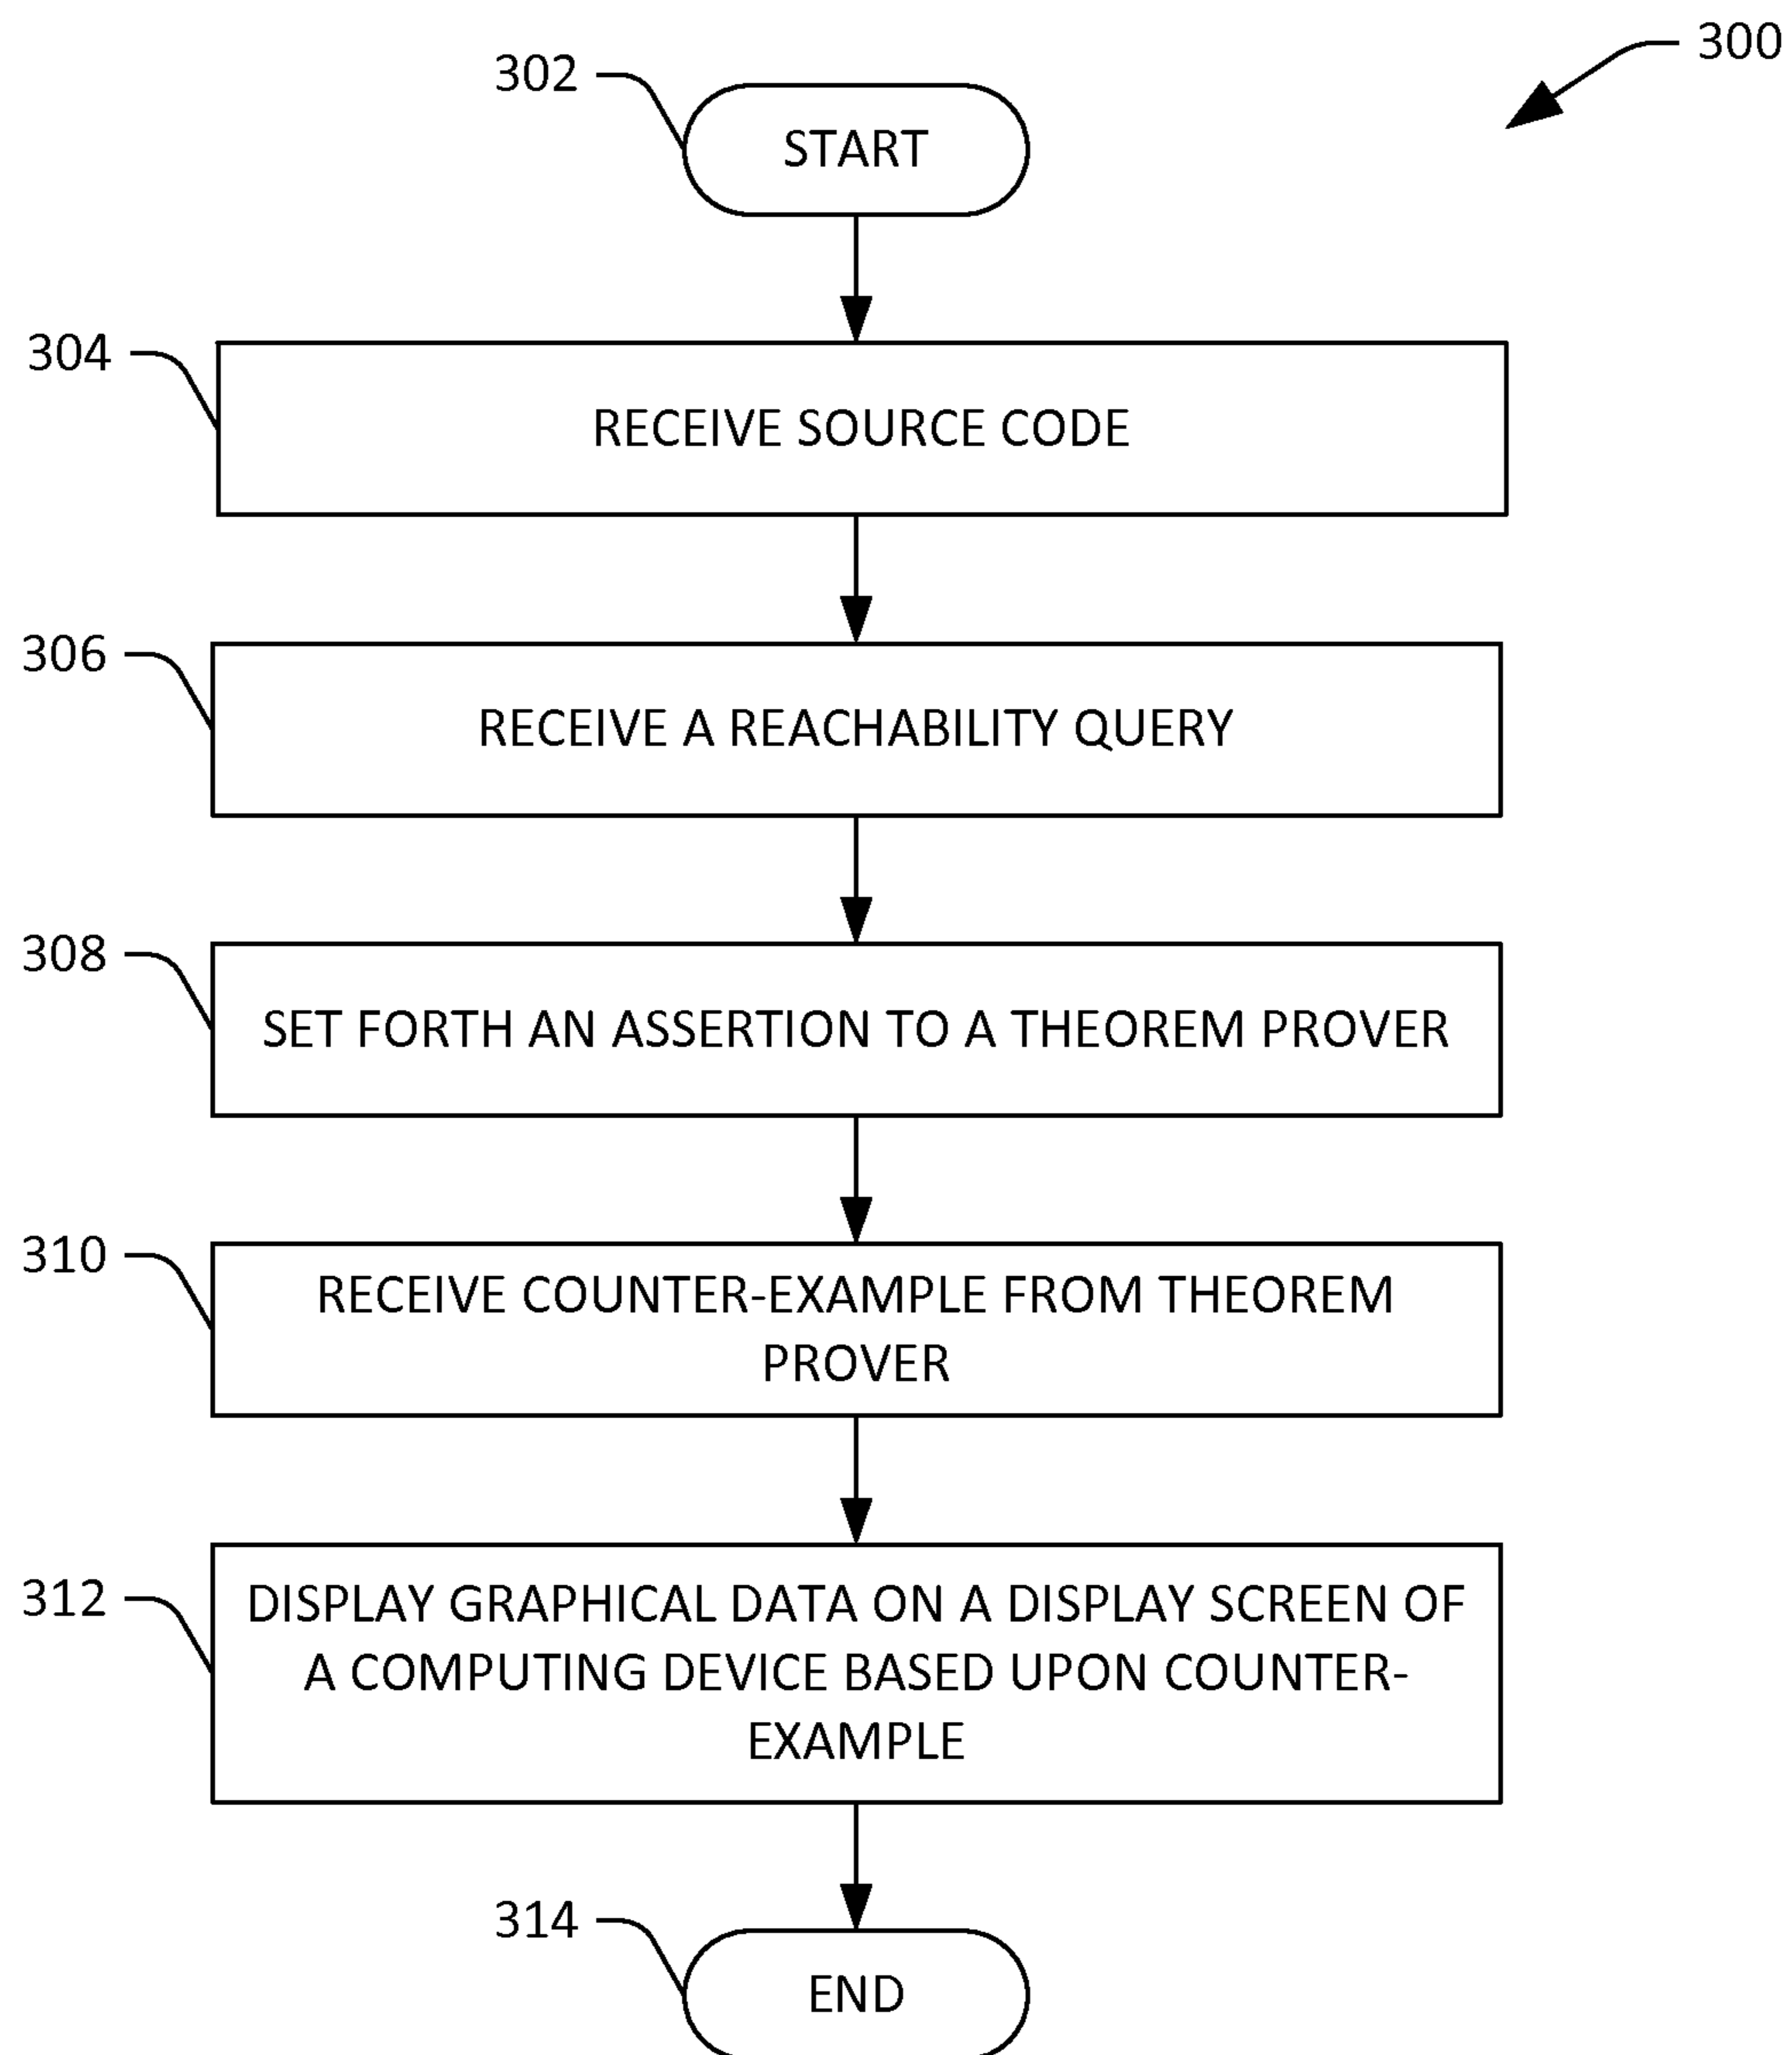 300
302
START
304
RECEIVE SOURCE CODE
306
RECEIVE A REACHABILITY QUERY
308
SET FORTH AN ASSERTION TO A THEOREM PROVER
310
RECEIVE COUNTER-EXAMPLE FROM THEOREM
PROVER
312
DISPLAY GRAPHICAL DATA ON A DISPLAY SCREEN OF
A COMPUTING DEVICE BASED UPON COUNTER-
EXAMPLE
314
END